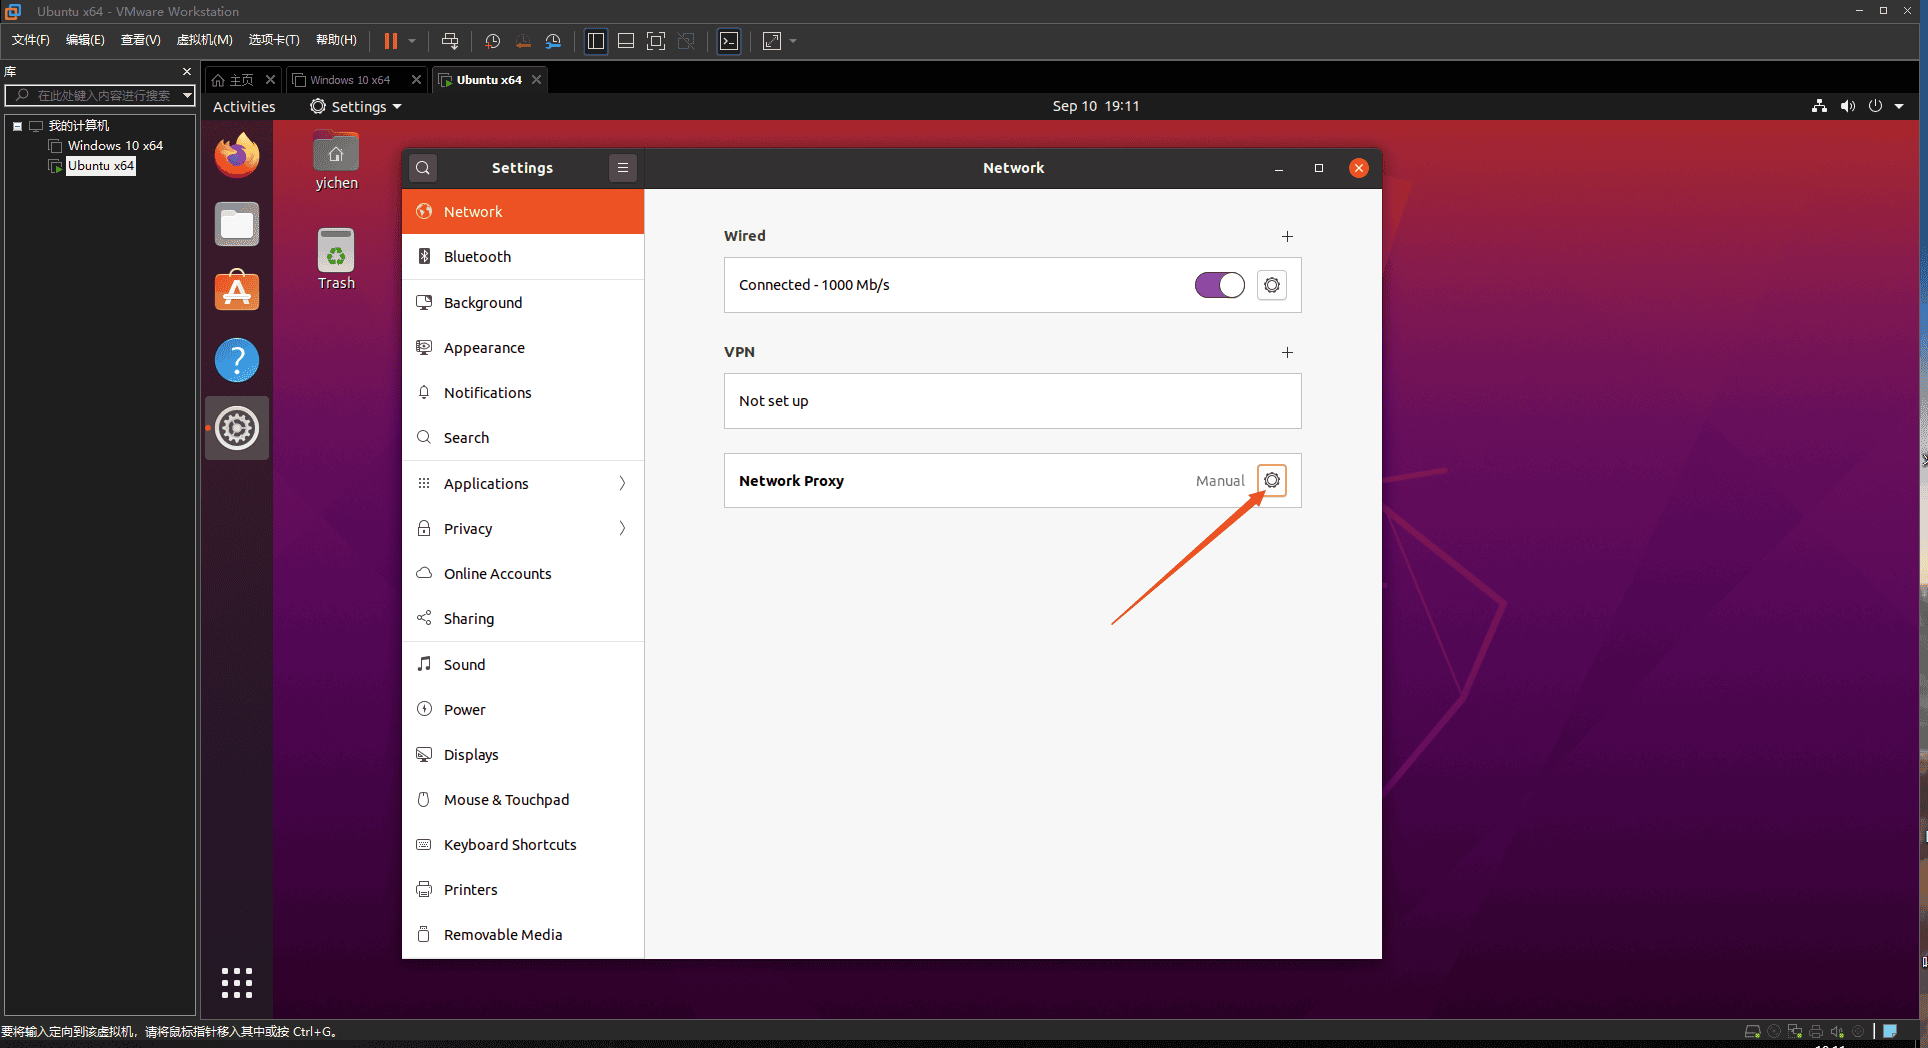 Ubuntu x64 - VMware Workstation
文件(F) 编辑(E) 查看(V) 虚拟机(M) 选项卡(T) 帮助(H)
库
在此处键入内容进行搜索
我的计算机
Windows 10 x64
Ubuntu x64
主页
Windows 10 x64
Ubuntu x64
Activities
Settings
Sep 10 19:11
yichen
Trash
Settings
Network
Network
Bluetooth
Background
Appearance
Notifications
Search
Applications
Privacy
Online Accounts
Sharing
Sound
Power
Displays
Mouse & Touchpad
Keyboard Shortcuts
Printers
Removable Media
Wired
Connected - 1000 Mb/s
VPN
Not set up
Network Proxy
Manual
要将输入定向到该虚拟机，请将鼠标指针移入其中或按 Ctrl+G。